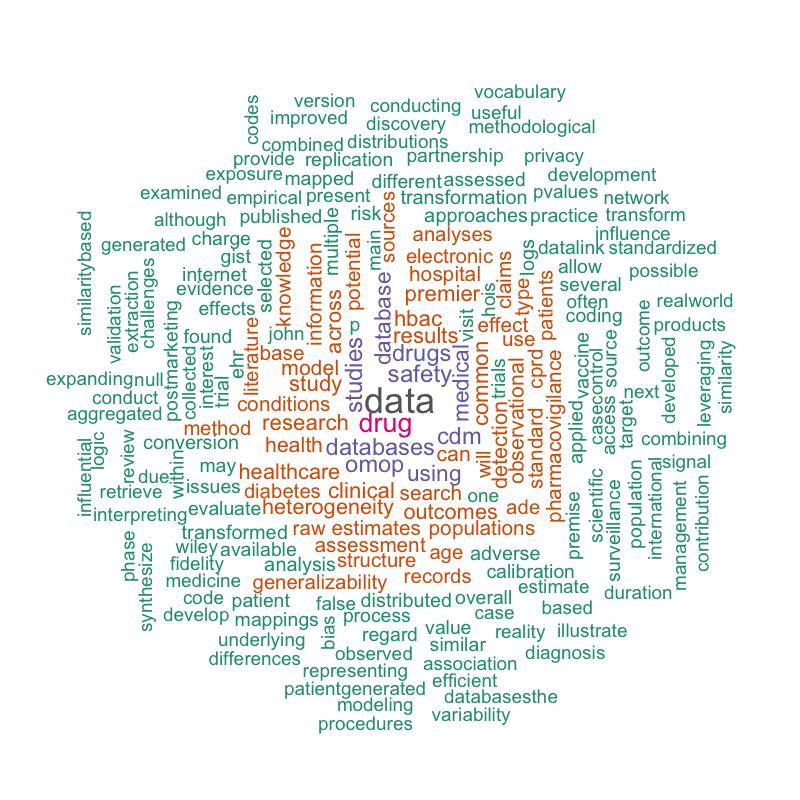 vocabulary
version
conducting
codes
improved
useful
discovery
methodological
combined
distributions
provide
replication
partnership
privacy
exposure
mapped
different
assessed
development
examined
empirical
present
transformation
pvalues
network
although
published
multiple
risk
sources
approaches
practice
transform
similaritybased
generated
charge
knowledge
potential
main
analyses
influence
gist
selected
information
electronic
logs
datalink
standardized
validation
extraction
challenges
internet
evidence
across
database
hospital
claims
type
allow
possible
several
effects
premier
hois
patients
often
realworld
postmarketing
found
john
p
hbac
visit
effect
coding
products
literature
base
studies
results
use
outcome
collected
interest
ehr
model
drugs
medical
common
trials
cprd
vaccine
casecontrol
source
expanding
null
trial
study
safety
observational
pharmacovigilance
applied
access
target
next
developed
leveraging
similarity
conduct
aggregated
conditions
data
method
research
drug
detection
standard
influential
logic
review
conversion
health
databases
cdm
can
will
combining
due
within
may
healthcare
omop
using
signal
retrieve
issues
diabetes
clinical
search
one
scientific
surveillance
population
international
management
contribution
interpreting
evaluate
heterogeneity
outcomes
ade
premise
transformed
raw
estimates
populations
phase
synthesize
wiley
available
assessment
age
adverse
fidelity
analysis
structure
calibration
medicine
generalizability
records
estimate
duration
code
patient
false
distributed
overall
based
develop
mappings
bias
process
case
value
reality
illustrate
underlying
regard
similar
differences
observed
association
diagnosis
representing
efficient
patientgenerated
databasesthe
modeling
variability
procedures